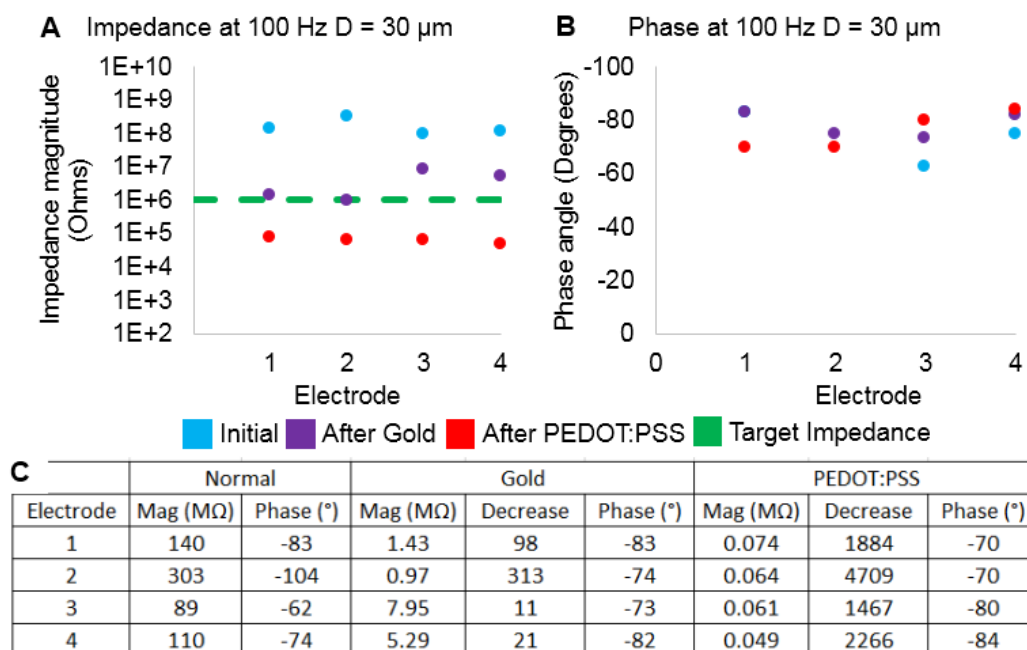 A Impedance at 100 Hz D = 30 µm
Impedance magnitude
(Ohms)
1E+10
1E+9
1E+8
1E+7
1E+6
1E+5
1E+4
1E+3
1E+2
1 2 3 4
Electrode
B Phase at 100 Hz D = 30 µm
Phase angle (Degrees)
-100
-80
-60
-40
-20
0
0 1 2 3 4
Electrode
Initial After Gold After PEDOT:PSS Target Impedance
C Normal Gold PEDOT:PSS
Electrode Mag (MΩ) Phase (°) Mag (MΩ) Decrease Phase (°) Mag (MΩ) Decrease Phase (°)
1 140 -83 1.43 98 -83 0.074 1884 -70
2 303 -104 0.97 313 -74 0.064 4709 -70
3 89 -62 7.95 11 -73 0.061 1467 -80
4 110 -74 5.29 21 -82 0.049 2266 -84